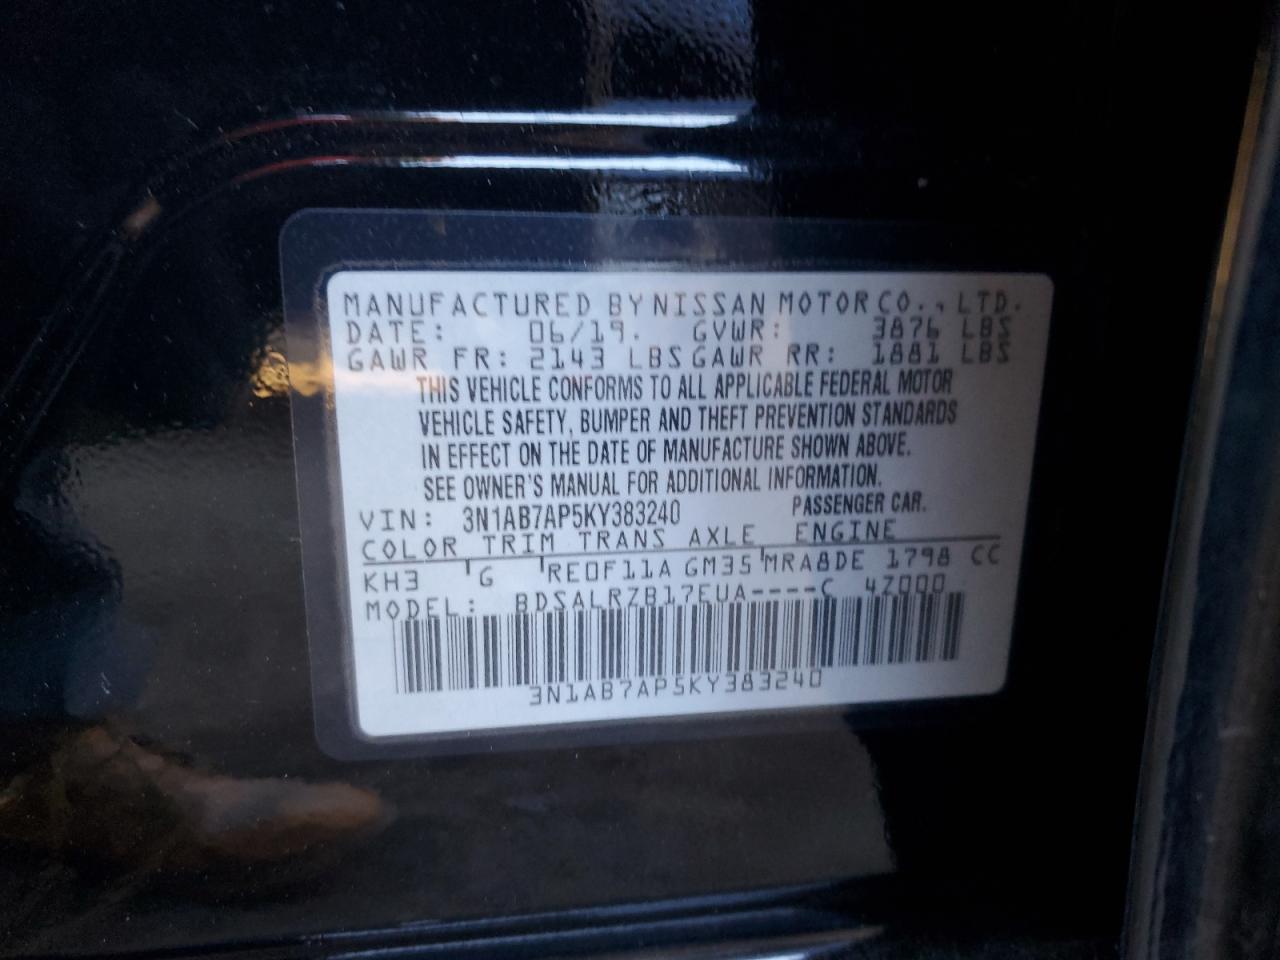 MANUFACTURED BY NISSAN MOTOR CO., LTD.
DATE: 06/19. GVWR: 3876 LBS
GAWR FR: 2143 LBS GAWR RR: 1881 LBS
THIS VEHICLE CONFORMS TO ALL APPLICABLE FEDERAL MOTOR
VEHICLE SAFETY, BUMPER AND THEFT PREVENTION STANDARDS
IN EFFECT ON THE DATE OF MANUFACTURE SHOWN ABOVE.
SEE OWNER'S MANUAL FOR ADDITIONAL INFORMATION.
VIN: 3N1AB7AP5KY383240 PASSENGER CAR.
COLOR TRIM TRANS AXLE ENGINE
KH3 G RE0F11A GM35 MRA8DE 1798 CC
MODEL: BDSALRZB17EUA----C 4Z000
3N1AB7AP5KY383240